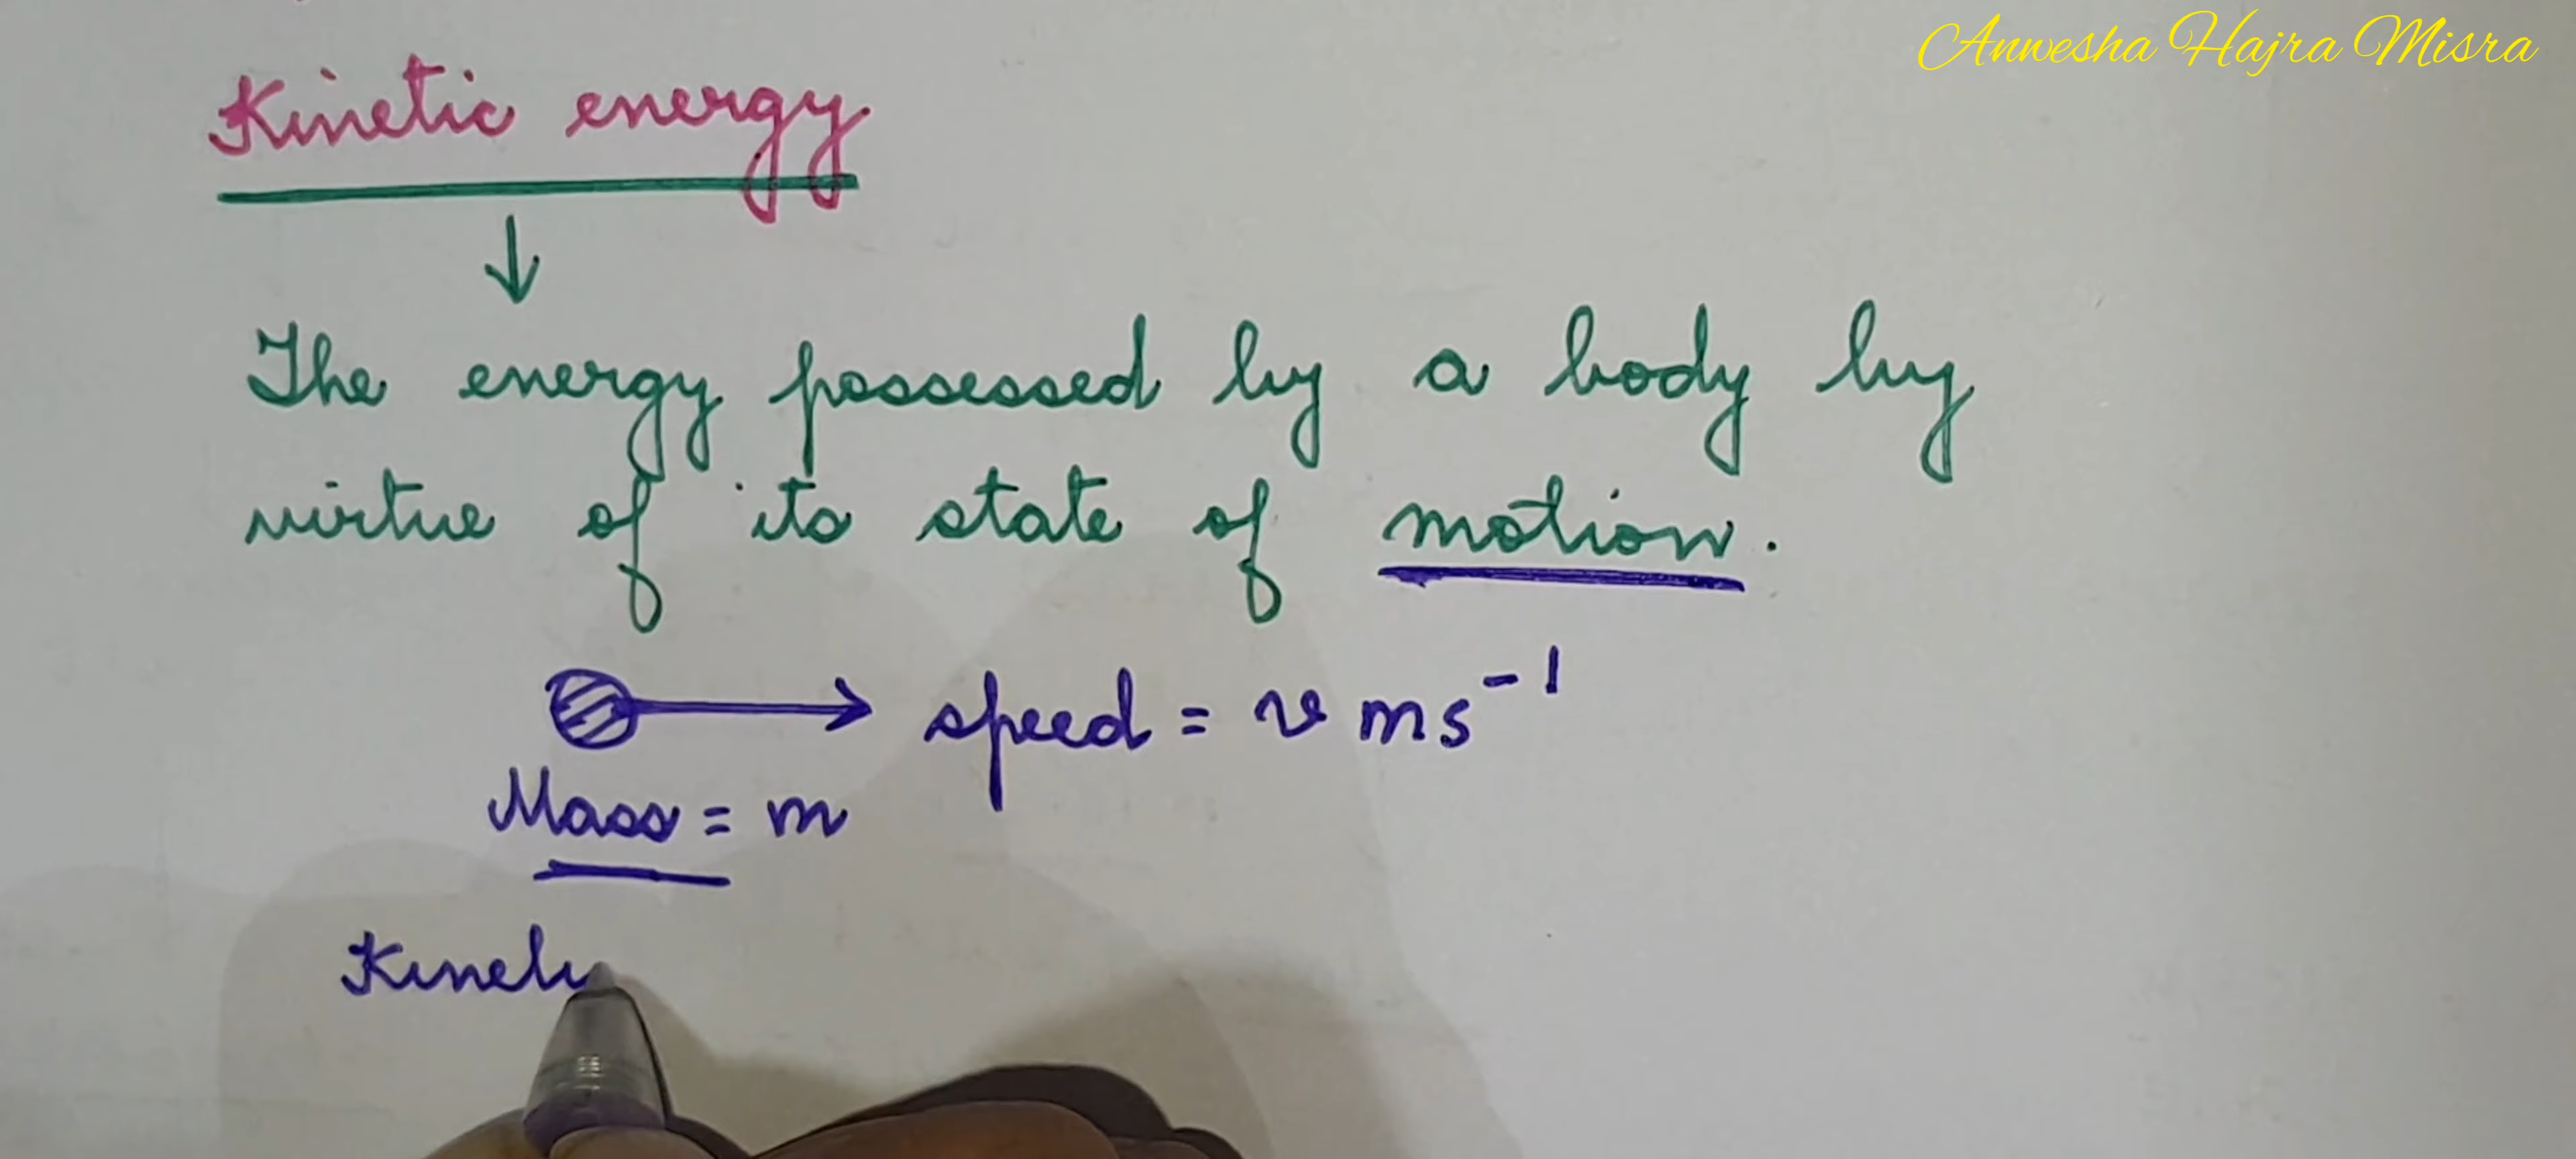 Anwesha Hajra Misra
Kinetic energy
The energy possessed by a body by
virtue of its state of motion.
speed = v ms⁻¹
Mass = m
Kineti